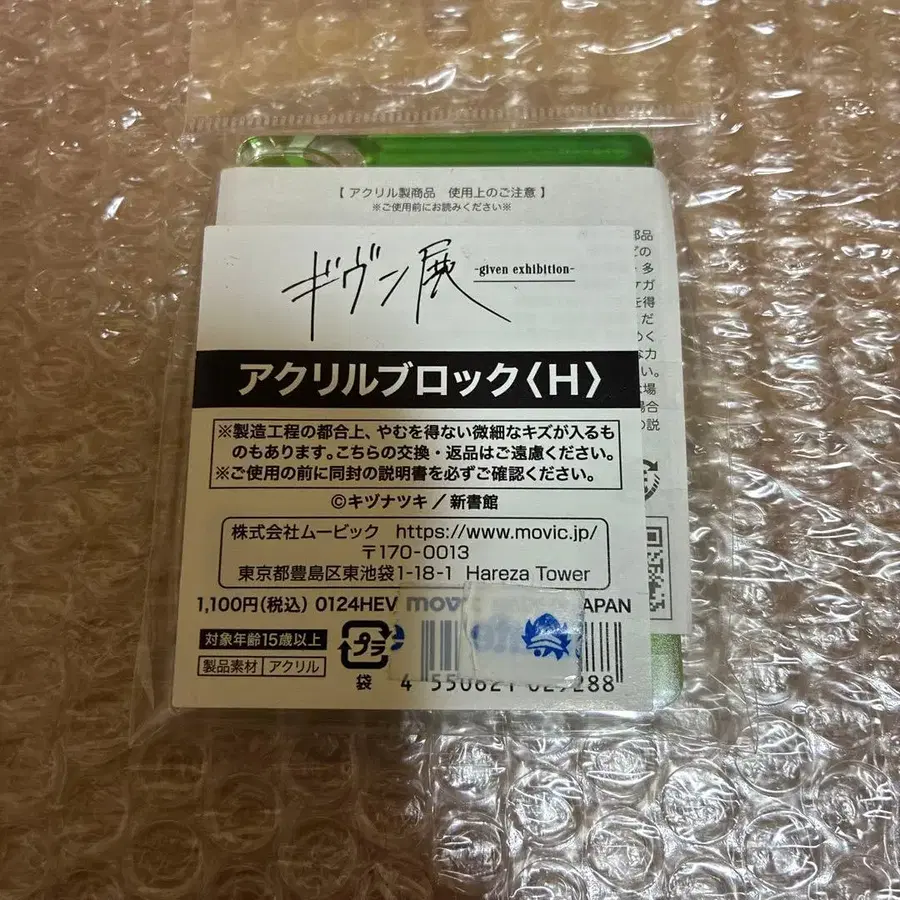 【 アクリル製商品　使用上のご注意 】
※ご使用前にお読みください※
ギヴン展
-given exhibition-
アクリルブロック〈H〉
※製造工程の都合上、やむを得ない微細なキズが入るも
のもあります。こちらの交換・返品はご遠慮ください。
※ご使用の前に同封の説明書を必ずご確認ください。
©キヅナツキ / 新書館
株式会社ムービック　https://www.movic.jp/
〒170-0013
東京都豊島区東池袋1-18-1 Hareza Tower
1,100円(税込) 0124HEV movic JAPAN
対象年齢15歳以上
製品素材 アクリル
プラ
袋